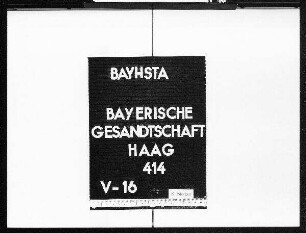 BAYHSTA
BAYERISCHE
GESANDTSCHAFT
HAAG
414
V-16